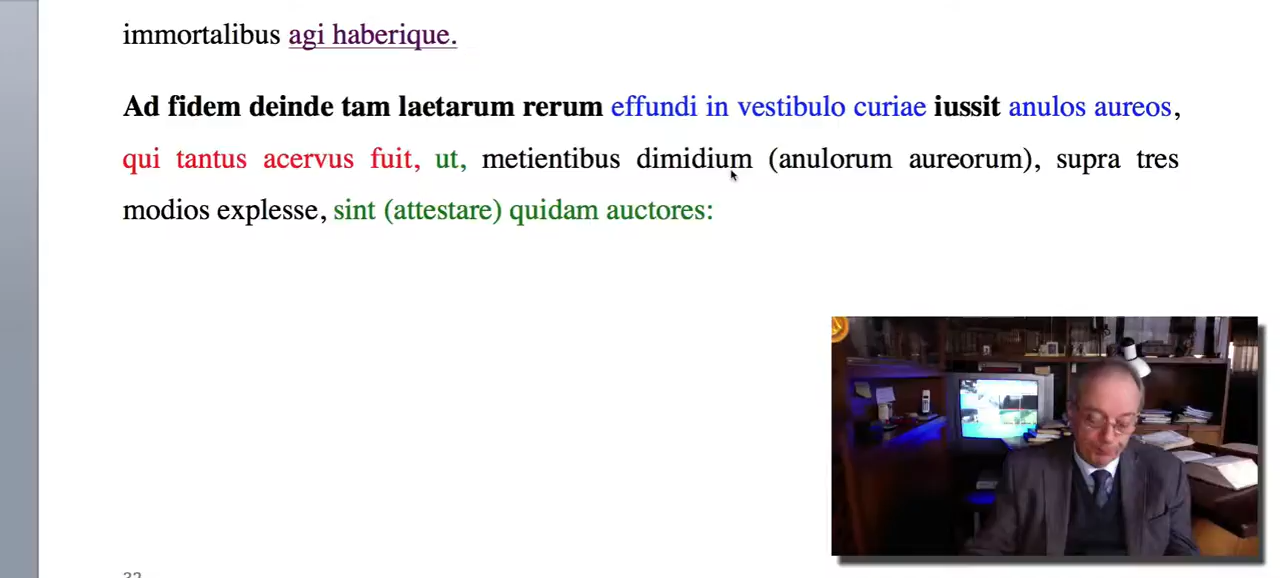 immortalibus agi haberique.
Ad fidem deinde tam laetarum rerum effundi in vestibulo curiae iussit anulos aureos,
qui tantus acervus fuit, ut, metientibus dimidium (anulorum aureorum), supra tres
modios explesse, sint (attestare) quidam auctores: